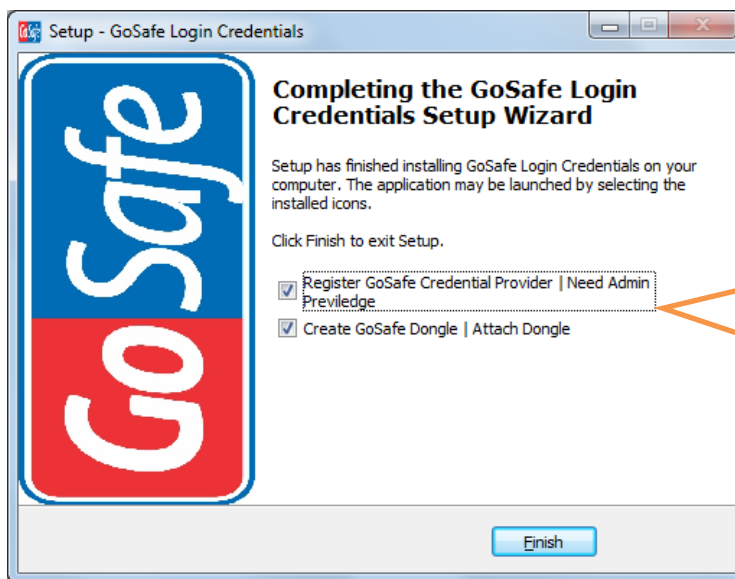 Setup - GoSafe Login Credentials
Completing the GoSafe Login
Credentials Setup Wizard
Setup has finished installing GoSafe Login Credentials on your
computer. The application may be launched by selecting the
installed icons.
Click Finish to exit Setup.
Register GoSafe Credential Provider | Need Admin
Previledge
Create GoSafe Dongle | Attach Dongle
Go Safe
Finish